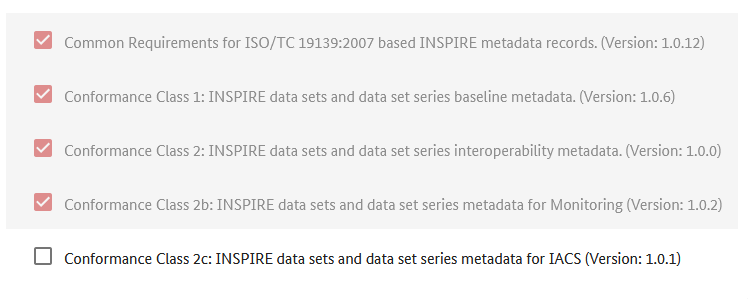 Common Requirements for ISO/TC 19139:2007 based INSPIRE metadata records. (Version: 1.0.12)
Conformance Class 1: INSPIRE data sets and data set series baseline metadata. (Version: 1.0.6)
Conformance Class 2: INSPIRE data sets and data set series interoperability metadata. (Version: 1.0.0)
Conformance Class 2b: INSPIRE data sets and data set series metadata for Monitoring (Version: 1.0.2)
Conformance Class 2c: INSPIRE data sets and data set series metadata for IACS (Version: 1.0.1)